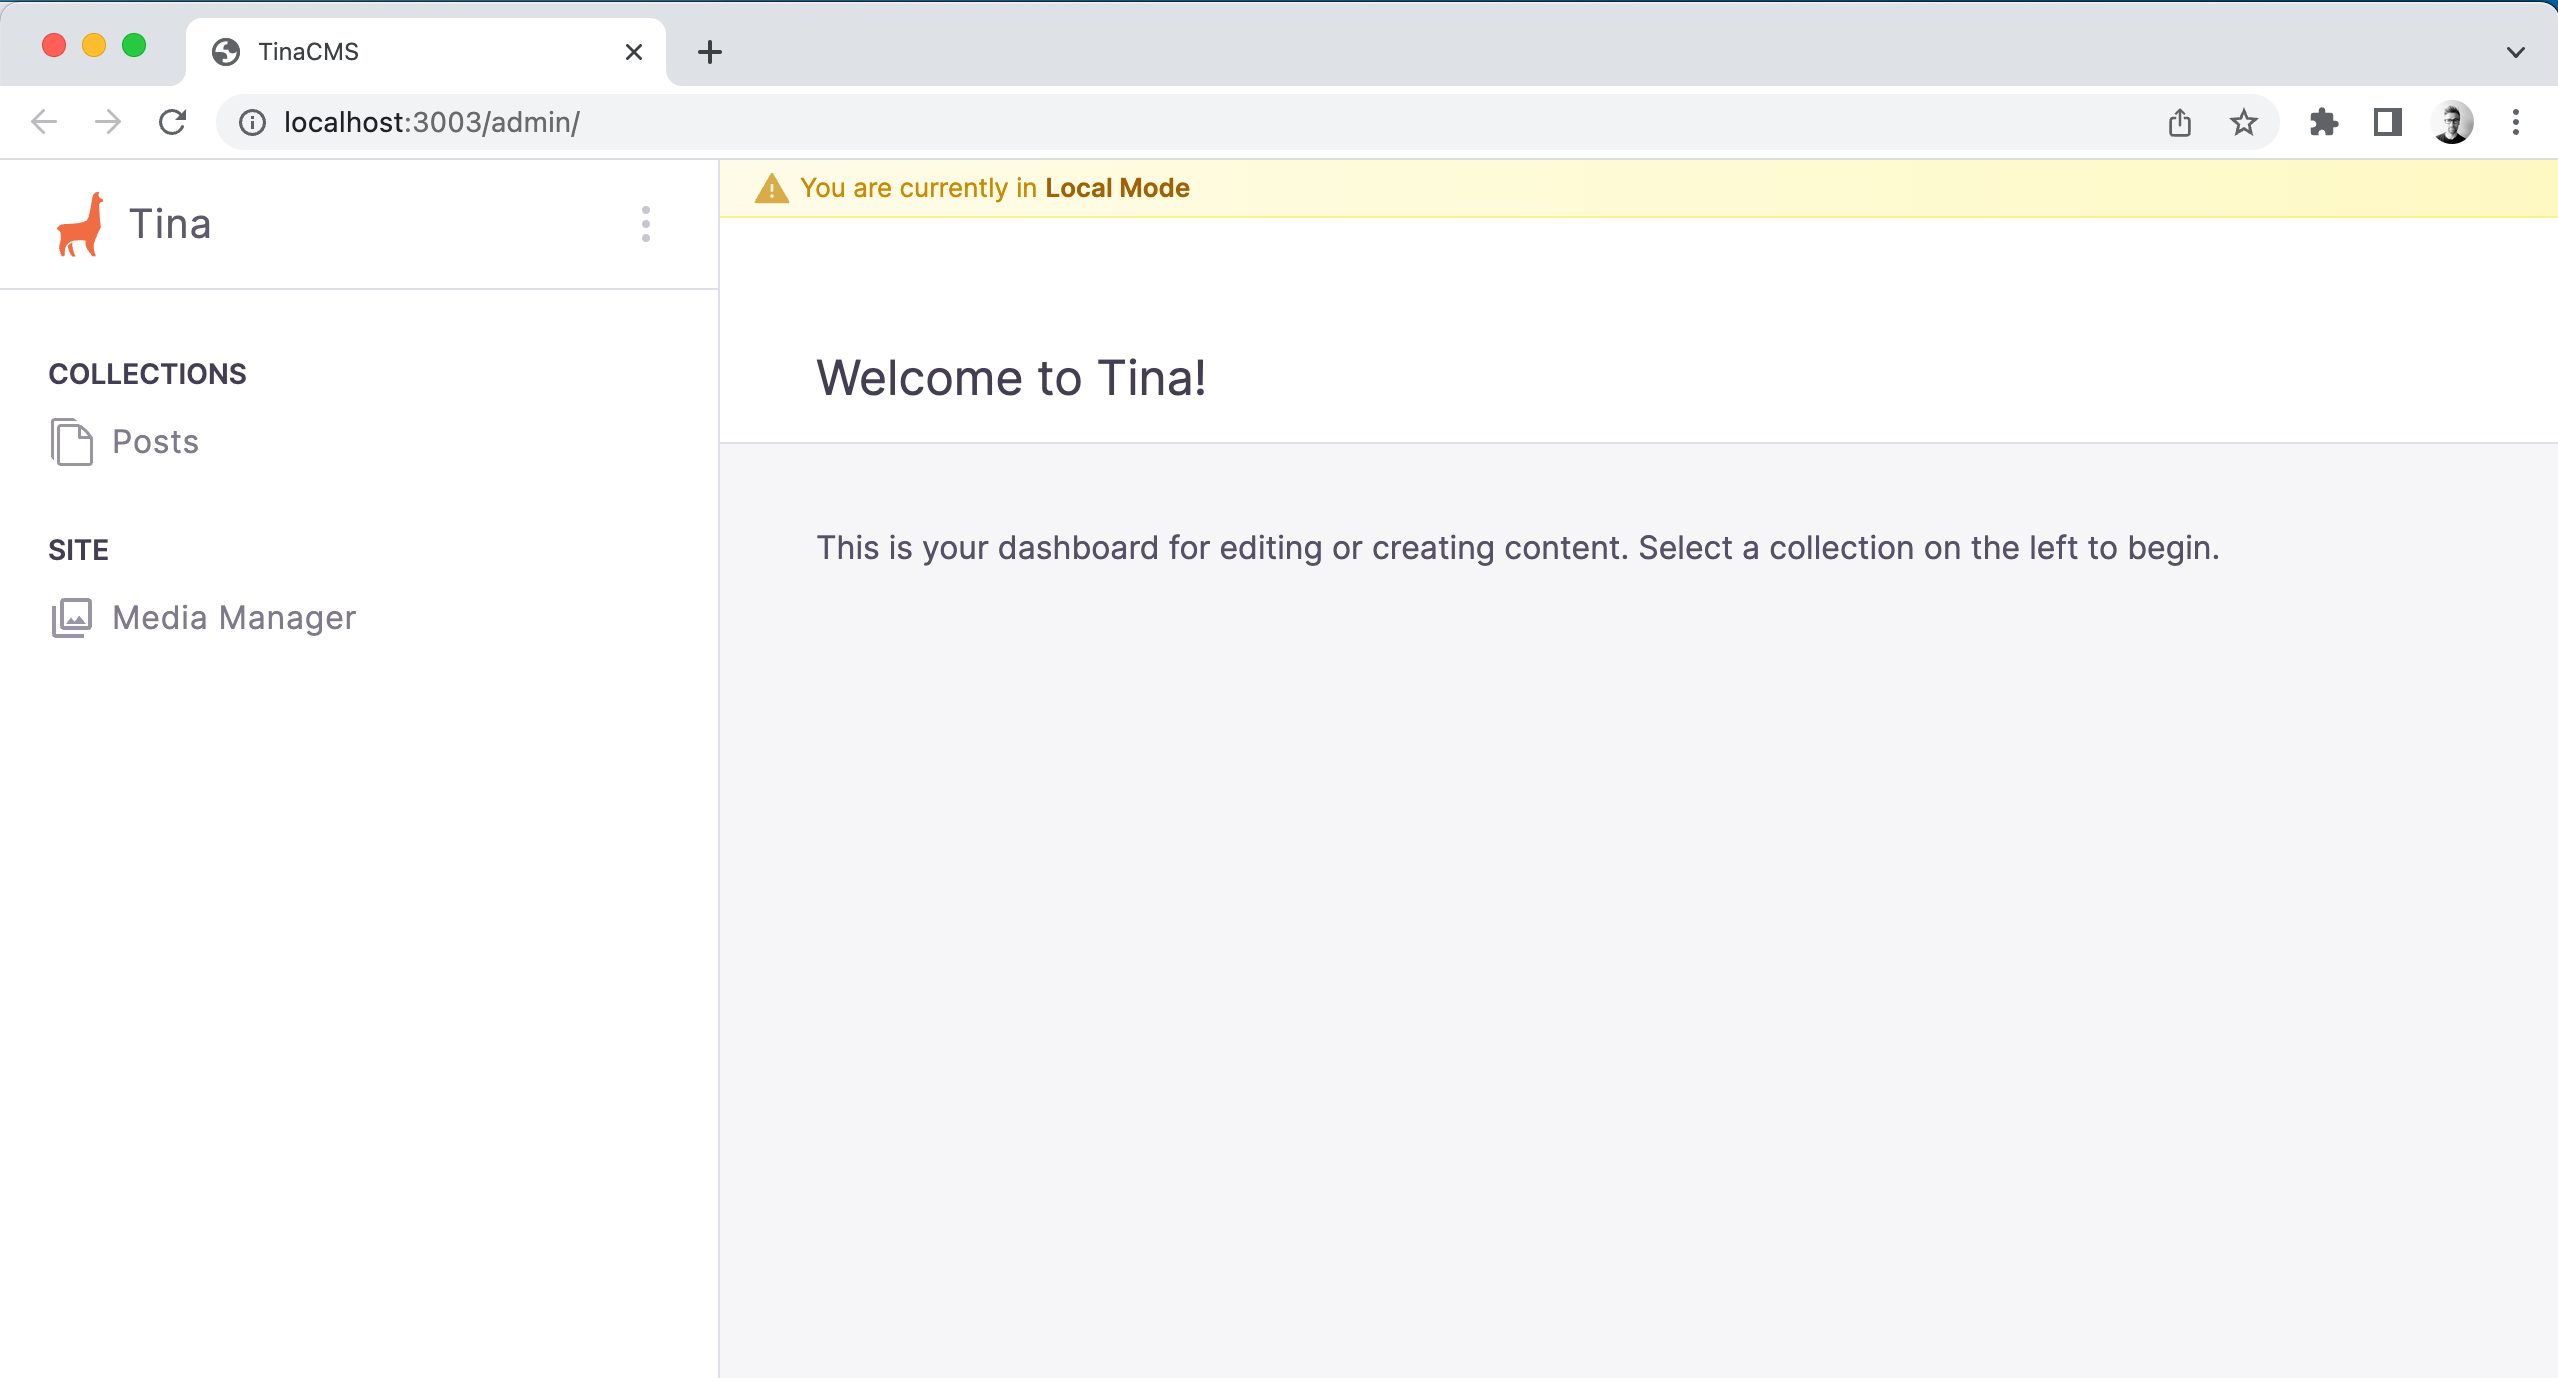 TinaCMS
localhost:3003/admin/
Tina
You are currently in Local Mode
COLLECTIONS
Posts
SITE
Media Manager
Welcome to Tina!
This is your dashboard for editing or creating content. Select a collection on the left to begin.